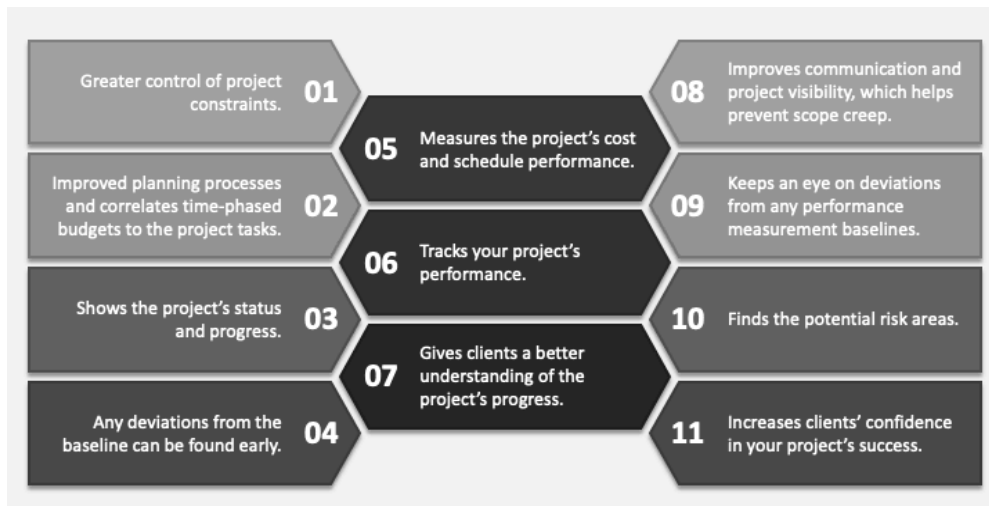 Greater control of project
constraints.
01
Improved planning processes
and correlates time-phased
budgets to the project tasks.
02
Shows the project’s status
and progress.
03
Any deviations from the
baseline can be found early.
04
05
Measures the project’s cost
and schedule performance.
06
Tracks your project’s
performance.
07
Gives clients a better
understanding of the
project’s progress.
08
Improves communication and
project visibility, which helps
prevent scope creep.
09
Keeps an eye on deviations
from any performance
measurement baselines.
10
Finds the potential risk areas.
11
Increases clients’ confidence
in your project’s success.